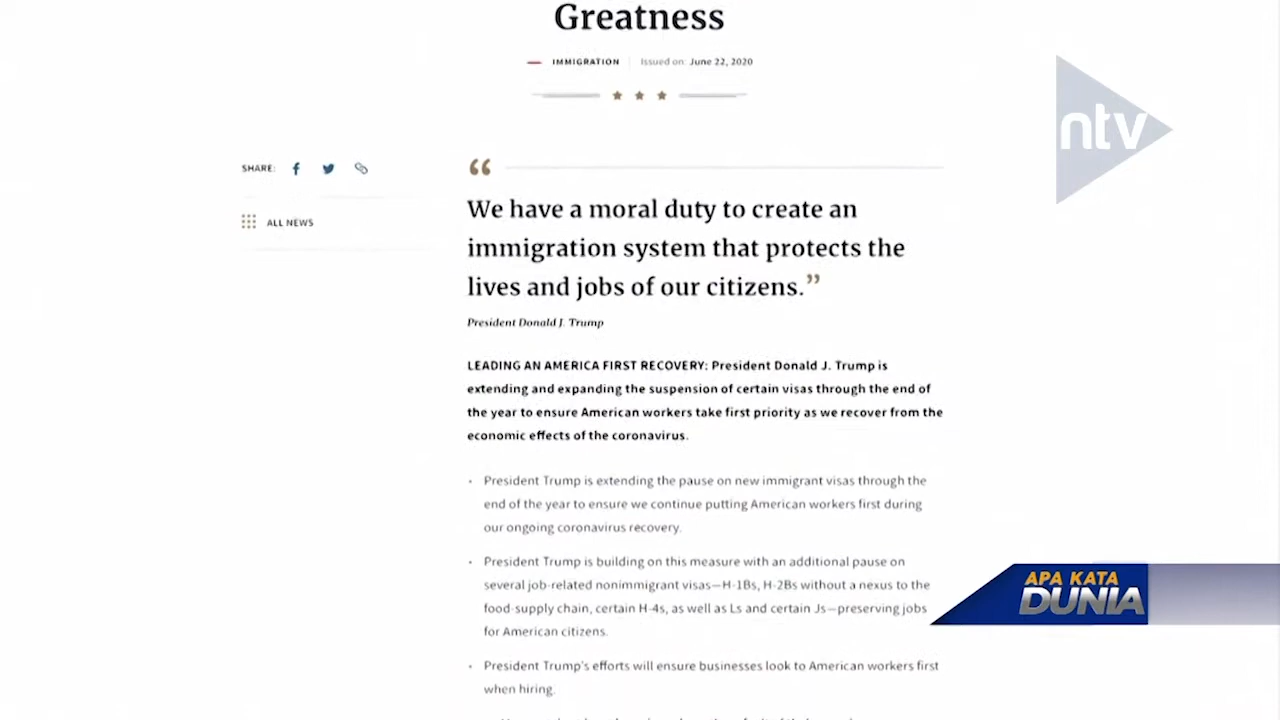 Greatness
IMMIGRATION Issued on: June 22, 2020
ntv
SHARE:
ALL NEWS
“
We have a moral duty to create an
immigration system that protects the
lives and jobs of our citizens.”
President Donald J. Trump
LEADING AN AMERICA FIRST RECOVERY: President Donald J. Trump is
extending and expanding the suspension of certain visas through the end of
the year to ensure American workers take first priority as we recover from the
economic effects of the coronavirus.
• President Trump is extending the pause on new immigrant visas through the
end of the year to ensure we continue putting American workers first during
our ongoing coronavirus recovery.
• President Trump is building on this measure with an additional pause on
several job-related nonimmigrant visas—H-1Bs, H-2Bs without a nexus to the
food-supply chain, certain H-4s, as well as Ls and certain Js—preserving jobs
for American citizens.
• President Trump's efforts will ensure businesses look to American workers first
when hiring.
APA KATA
DUNIA